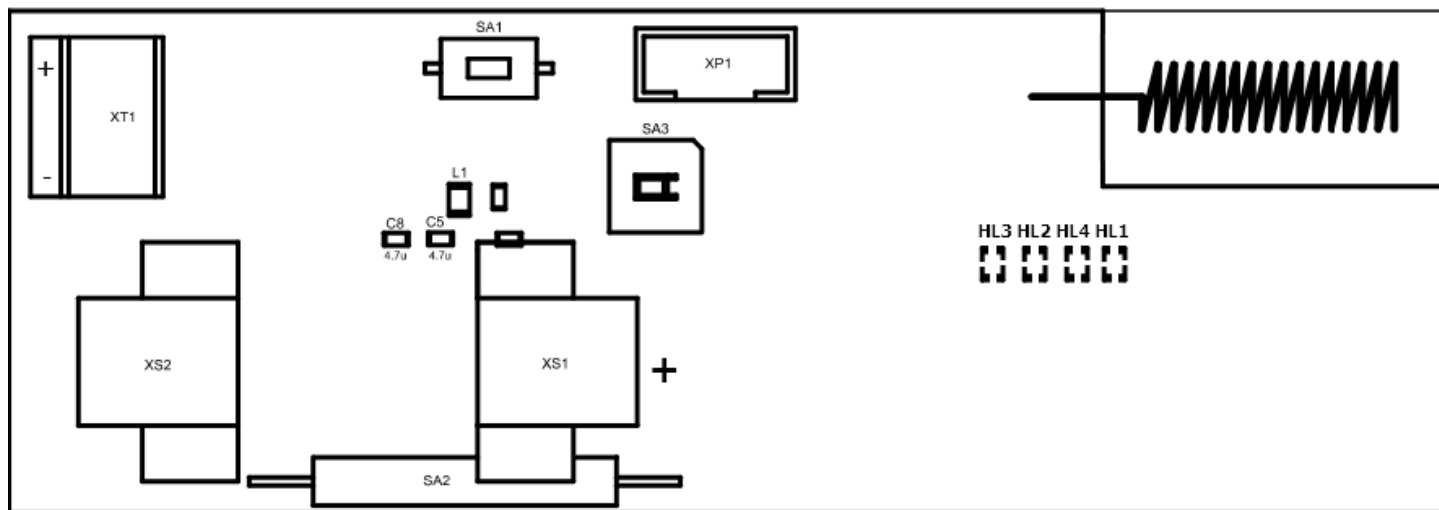 SA1
+
XT1
-
XP1
SA3
L1
C8
4.7u
C5
4.7u
HL3 HL2 HL4 HL1
XS2
XS1
+
SA2